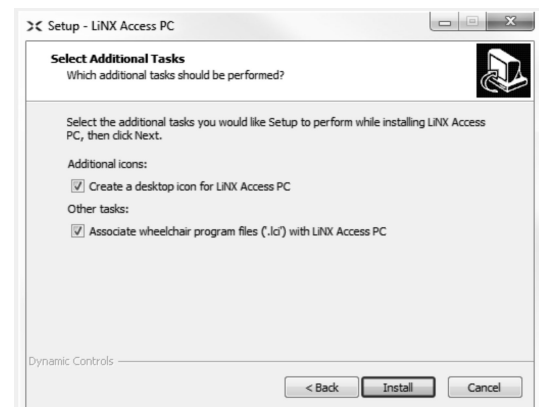 Setup - LiNX Access PC
Select Additional Tasks
Which additional tasks should be performed?
Select the additional tasks you would like Setup to perform while installing LiNX Access
PC, then click Next.
Additional icons:
Create a desktop icon for LiNX Access PC
Other tasks:
Associate wheelchair program files ('.lci') with LiNX Access PC
Dynamic Controls
< Back Install Cancel